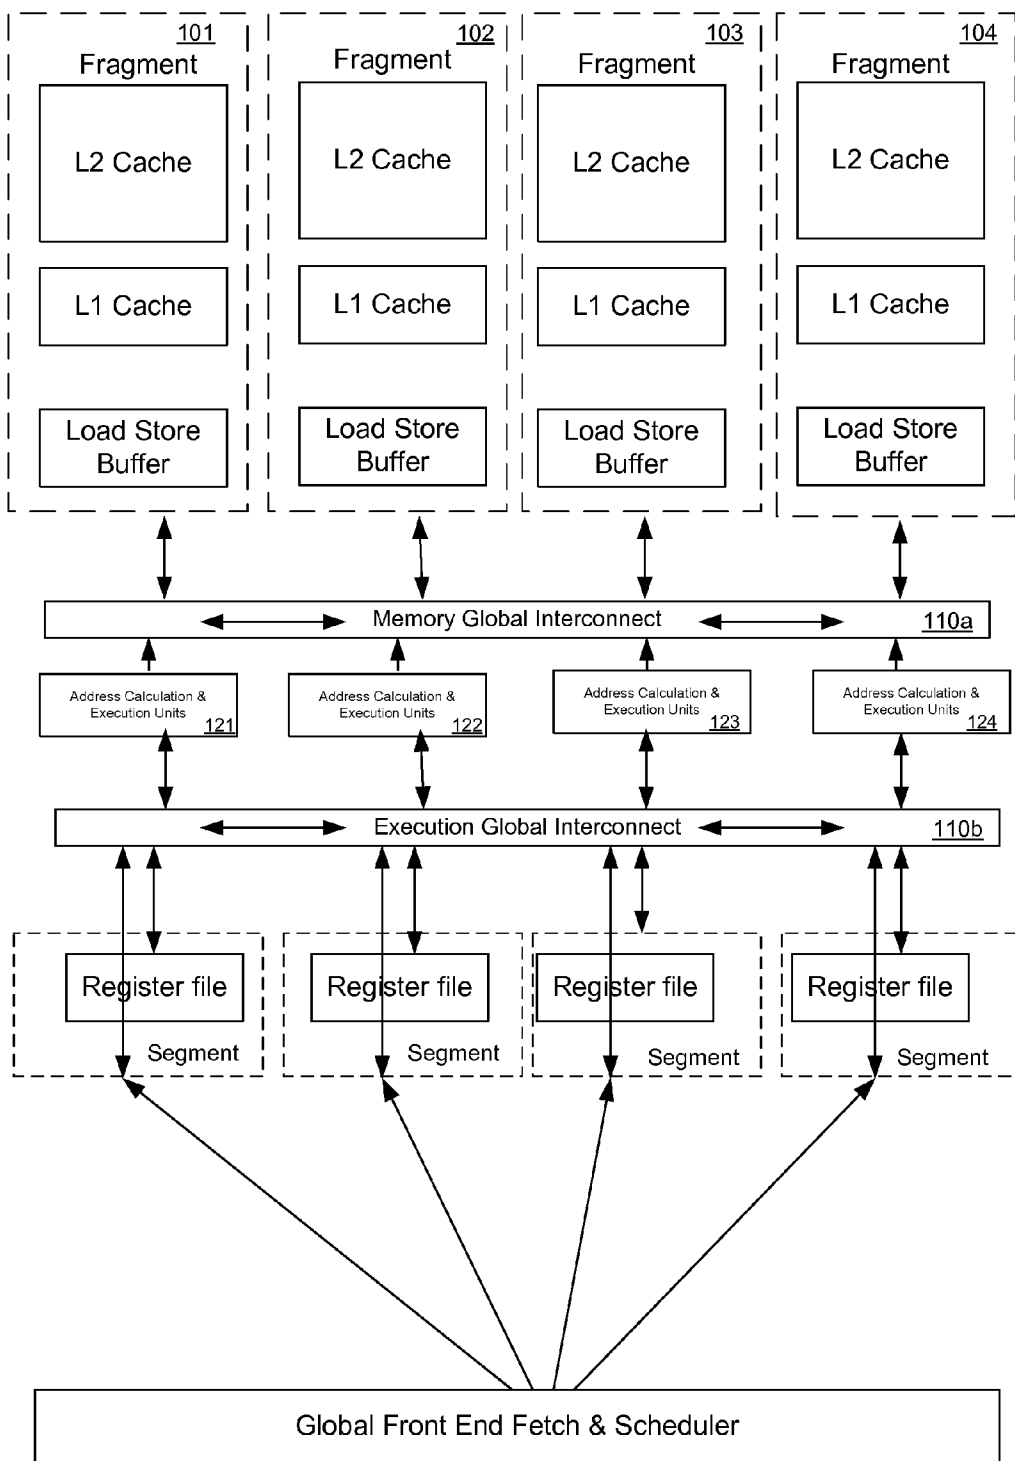 101
Fragment
L2 Cache
L1 Cache
Load Store
Buffer
102
Fragment
L2 Cache
L1 Cache
Load Store
Buffer
103
Fragment
L2 Cache
L1 Cache
Load Store
Buffer
104
Fragment
L2 Cache
L1 Cache
Load Store
Buffer
Memory Global Interconnect
110a
Address Calculation &
Execution Units
121
Address Calculation &
Execution Units
122
Address Calculation &
Execution Units
123
Address Calculation &
Execution Units
124
Execution Global Interconnect
110b
Register file
Segment
Register file
Segment
Register file
Segment
Register file
Segment
Global Front End Fetch & Scheduler